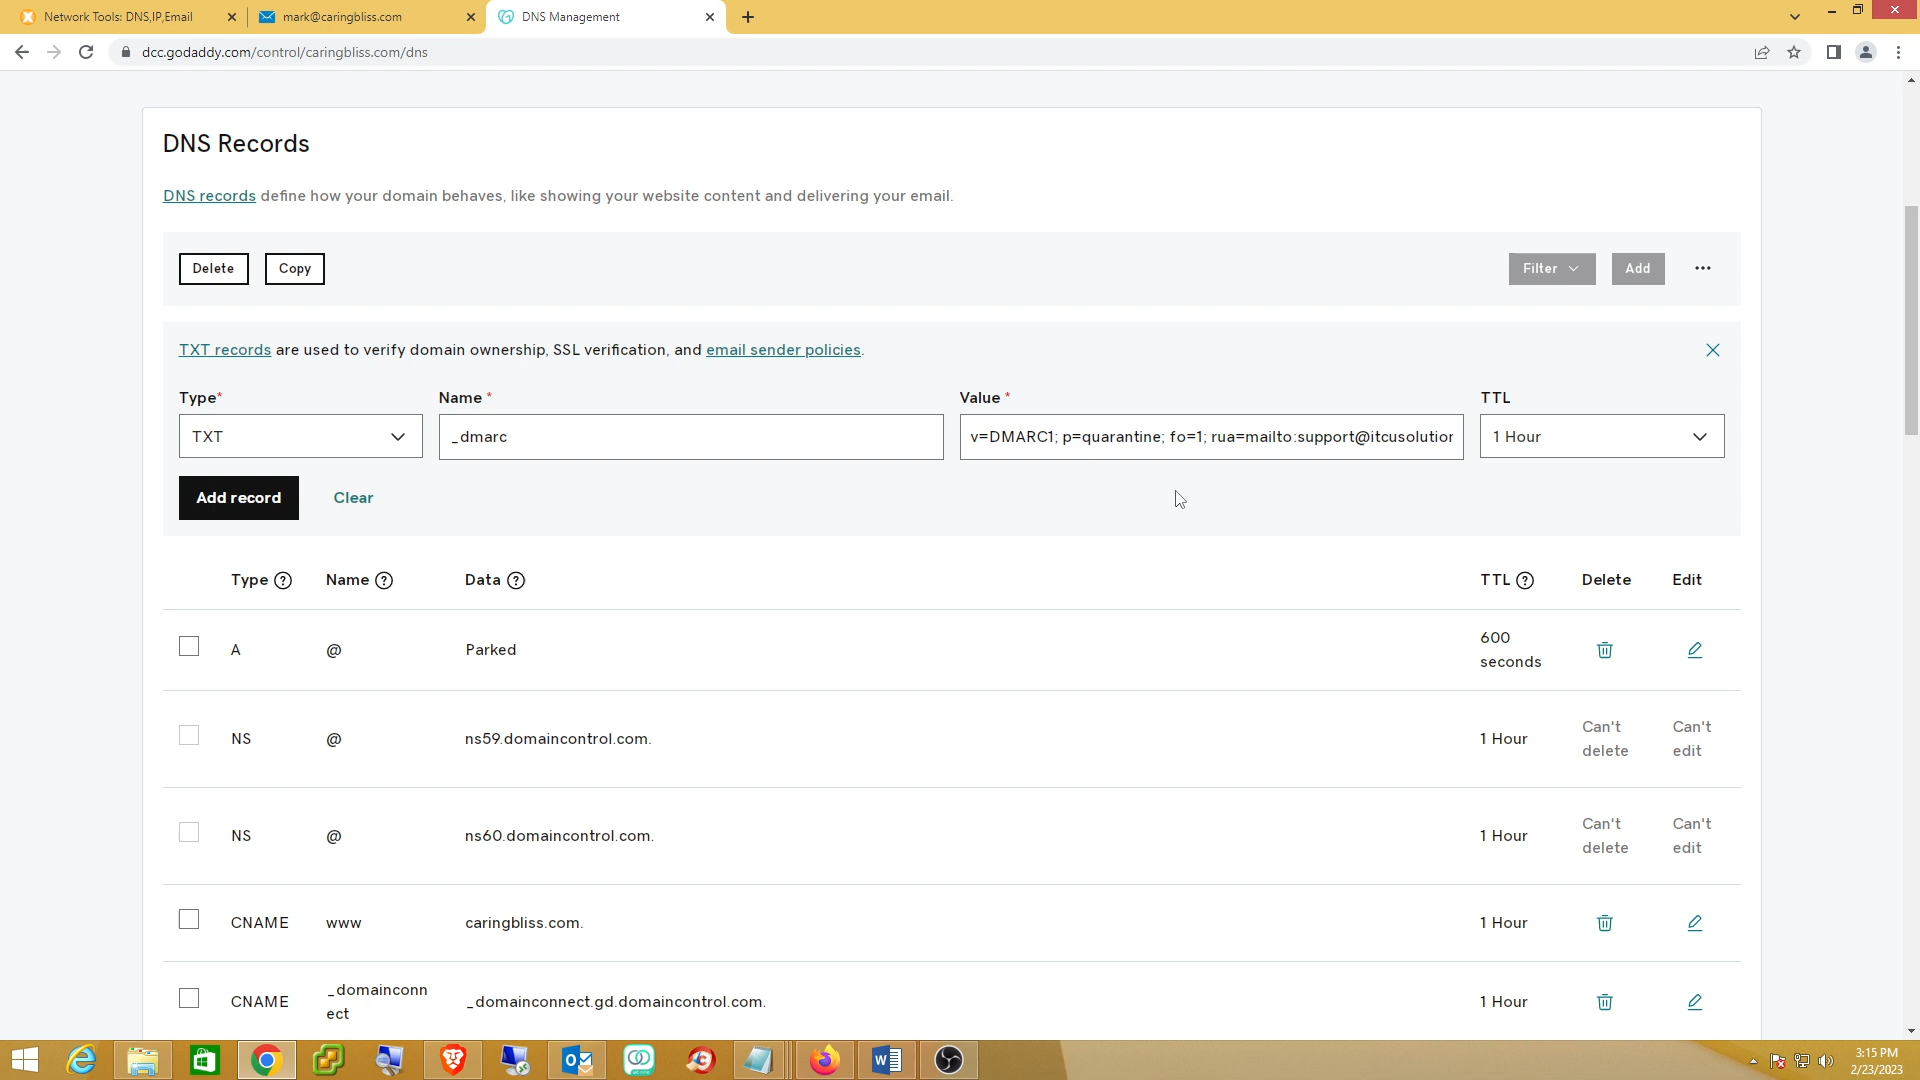 Network Tools: DNS,IP,Email
mark@caringbliss.com
DNS Management
dcc.godaddy.com/control/caringbliss.com/dns
DNS Records
DNS records define how your domain behaves, like showing your website content and delivering your email.
Delete
Copy
Filter
Add
TXT records are used to verify domain ownership, SSL verification, and email sender policies.
Type*
Name *
Value *
TTL
TXT
_dmarc
v=DMARC1; p=quarantine; fo=1; rua=mailto:support@itcusolution
1 Hour
Add record
Clear
Type
Name
Data
TTL
Delete
Edit
A
@
Parked
600
seconds
NS
@
ns59.domaincontrol.com.
1 Hour
Can't
delete
Can't
edit
NS
@
ns60.domaincontrol.com.
1 Hour
Can't
delete
Can't
edit
CNAME
www
caringbliss.com.
1 Hour
CNAME
_domainconn
ect
_domainconnect.gd.domaincontrol.com.
1 Hour
3:15 PM
2/23/2023